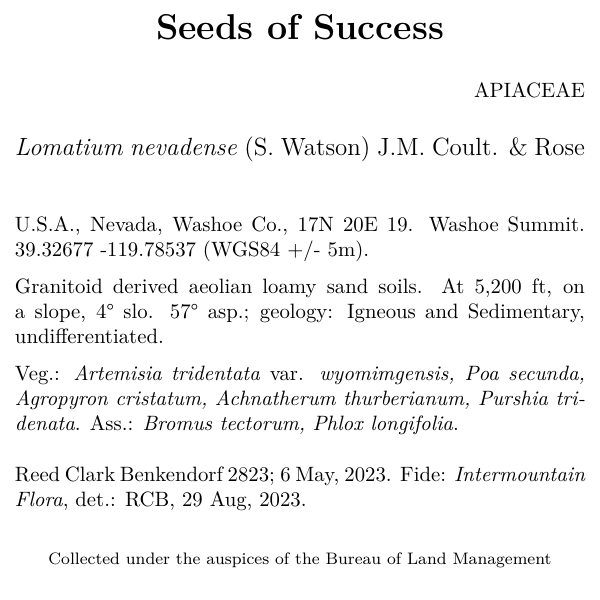 Seeds of Success
APIACEAE
Lomatium nevadense (S. Watson) J.M. Coult. & Rose
U.S.A., Nevada, Washoe Co., 17N 20E 19. Washoe Summit.
39.32677 -119.78537 (WGS84 +/- 5m).
Granitoid derived aeolian loamy sand soils. At 5,200 ft, on
a slope, 4° slo. 57° asp.; geology: Igneous and Sedimentary,
undifferentiated.
Veg.: Artemisia tridentata var. wyomimgensis, Poa secunda,
Agropyron cristatum, Achnatherum thurberianum, Purshia tri-
denata. Ass.: Bromus tectorum, Phlox longifolia.
Reed Clark Benkendorf 2823; 6 May, 2023. Fide: Intermountain
Flora, det.: RCB, 29 Aug, 2023.
Collected under the auspices of the Bureau of Land Management